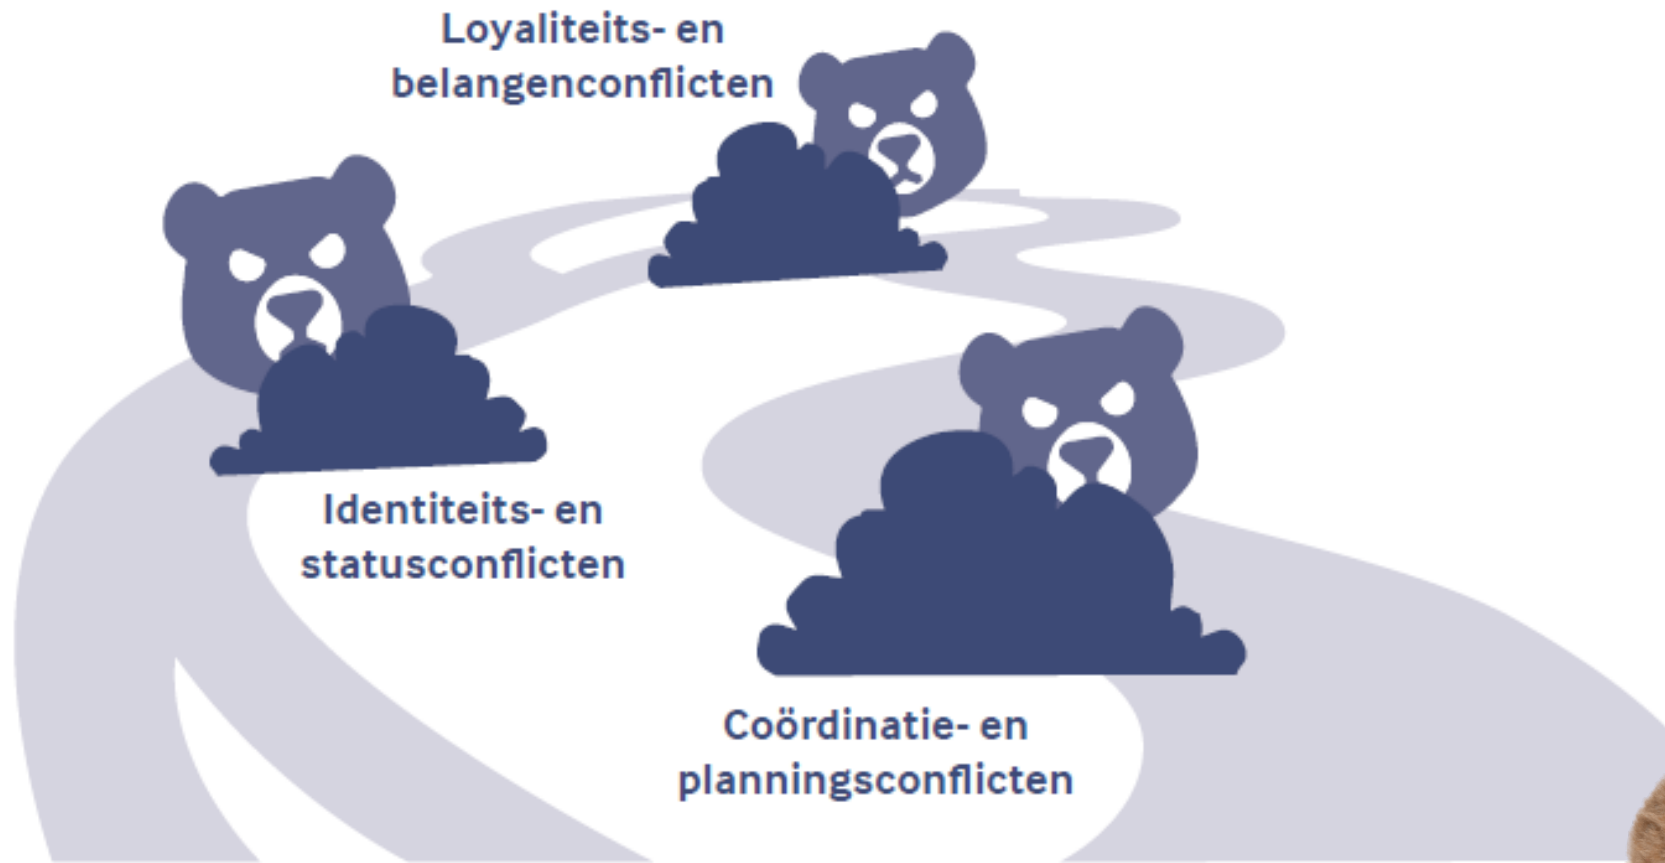 Loyaliteits- en
belangenconflicten
Identiteits- en
statusconflicten
Coördinatie- en
planningsconflicten